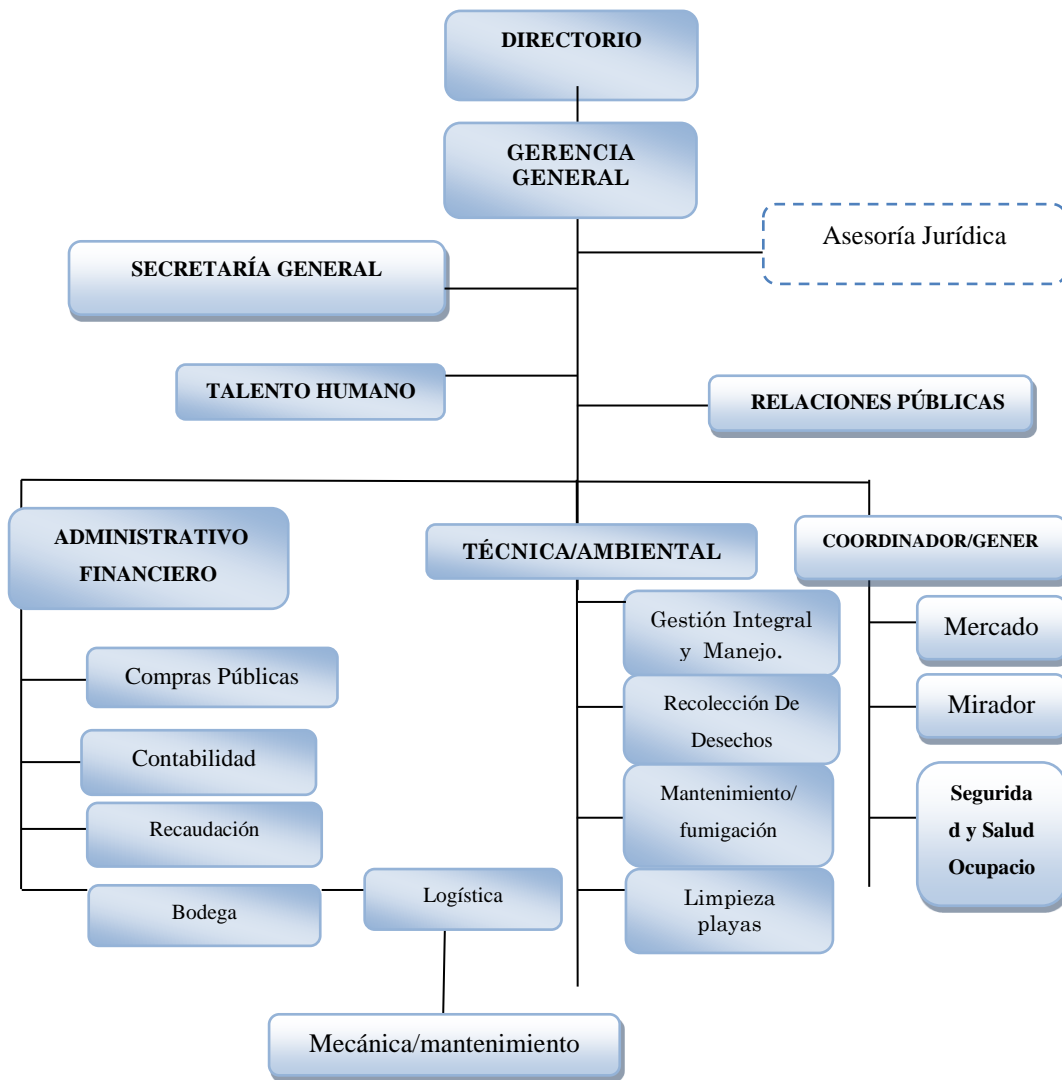 DIRECTORIO
GERENCIA
GENERAL
Asesoría Jurídica
SECRETARÍA GENERAL
TALENTO HUMANO
RELACIONES PÚBLICAS
ADMINISTRATIVO
FINANCIERO
TÉCNICA/AMBIENTAL
COORDINADOR/GENER
Compras Públicas
Contabilidad
Recaudación
Bodega
Logística
Mecánica/mantenimiento
Gestión Integral
y Manejo.
Recolección De
Desechos
Mantenimiento/
fumigación
Limpieza
playas
Mercado
Mirador
Segurida
d y Salud
Ocupacio